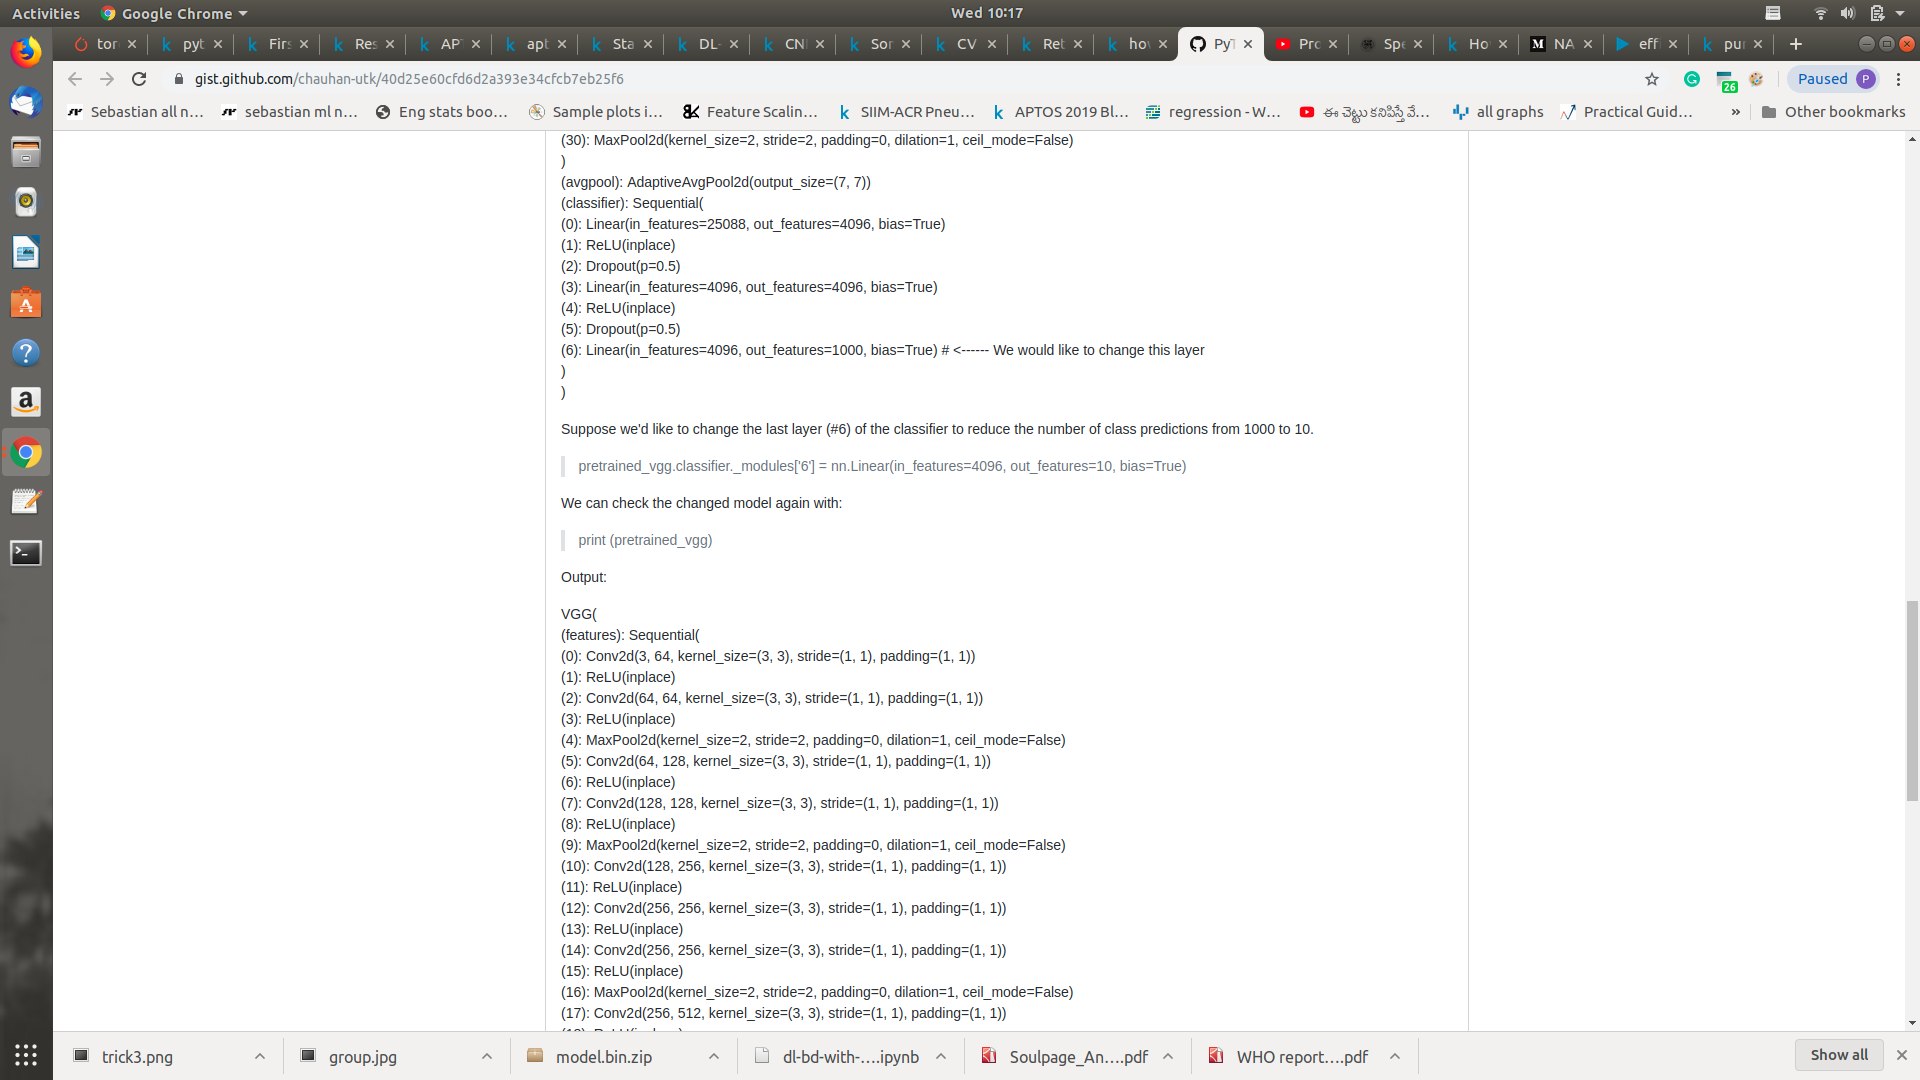 Activities Google Chrome Wed 10:17
tor pyt Firs Res APT apt Sta DL- CNI Sor CV Ret hov PyT Pro Spe Hov NA effi pur
gist.github.com/chauhan-utk/40d25e60cfd6d2a393e34cfcb7eb25f6 26 Paused P
Sebastian all n... sebastian ml n... Eng stats boo... Sample plots i... Feature Scalin... SIIM-ACR Pneu... APTOS 2019 Bl... regression - W... ఈ చెట్టు కనిపిస్తే వే... all graphs Practical Guid... » Other bookmarks
(30): MaxPool2d(kernel_size=2, stride=2, padding=0, dilation=1, ceil_mode=False)
)
(avgpool): AdaptiveAvgPool2d(output_size=(7, 7))
(classifier): Sequential(
(0): Linear(in_features=25088, out_features=4096, bias=True)
(1): ReLU(inplace)
(2): Dropout(p=0.5)
(3): Linear(in_features=4096, out_features=4096, bias=True)
(4): ReLU(inplace)
(5): Dropout(p=0.5)
(6): Linear(in_features=4096, out_features=1000, bias=True) # <------ We would like to change this layer
)
)
Suppose we'd like to change the last layer (#6) of the classifier to reduce the number of class predictions from 1000 to 10.
pretrained_vgg.classifier._modules['6'] = nn.Linear(in_features=4096, out_features=10, bias=True)
We can check the changed model again with:
print (pretrained_vgg)
Output:
VGG(
(features): Sequential(
(0): Conv2d(3, 64, kernel_size=(3, 3), stride=(1, 1), padding=(1, 1))
(1): ReLU(inplace)
(2): Conv2d(64, 64, kernel_size=(3, 3), stride=(1, 1), padding=(1, 1))
(3): ReLU(inplace)
(4): MaxPool2d(kernel_size=2, stride=2, padding=0, dilation=1, ceil_mode=False)
(5): Conv2d(64, 128, kernel_size=(3, 3), stride=(1, 1), padding=(1, 1))
(6): ReLU(inplace)
(7): Conv2d(128, 128, kernel_size=(3, 3), stride=(1, 1), padding=(1, 1))
(8): ReLU(inplace)
(9): MaxPool2d(kernel_size=2, stride=2, padding=0, dilation=1, ceil_mode=False)
(10): Conv2d(128, 256, kernel_size=(3, 3), stride=(1, 1), padding=(1, 1))
(11): ReLU(inplace)
(12): Conv2d(256, 256, kernel_size=(3, 3), stride=(1, 1), padding=(1, 1))
(13): ReLU(inplace)
(14): Conv2d(256, 256, kernel_size=(3, 3), stride=(1, 1), padding=(1, 1))
(15): ReLU(inplace)
(16): MaxPool2d(kernel_size=2, stride=2, padding=0, dilation=1, ceil_mode=False)
(17): Conv2d(256, 512, kernel_size=(3, 3), stride=(1, 1), padding=(1, 1))
trick3.png group.jpg model.bin.zip dl-bd-with-....ipynb Soulpage_An....pdf WHO report....pdf Show all